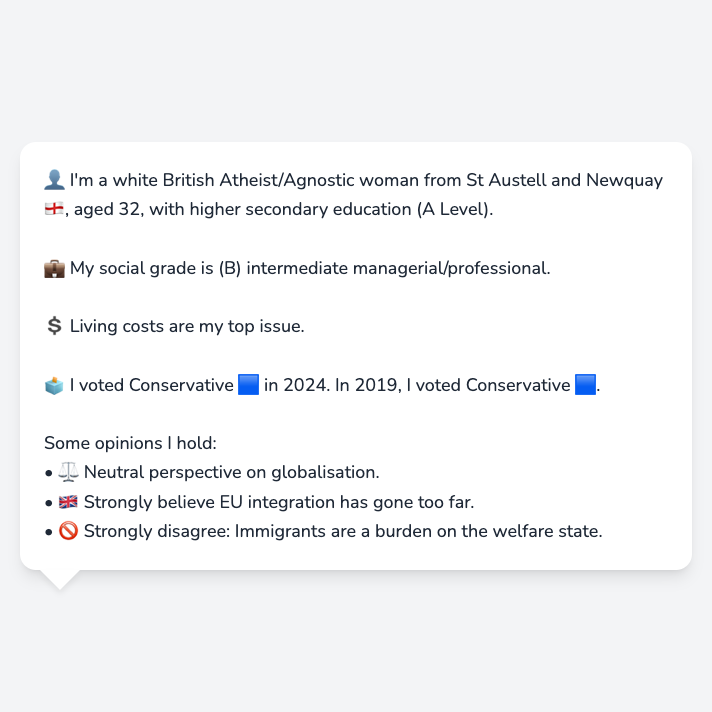 👤 I'm a white British Atheist/Agnostic woman from St Austell and Newquay
🏴󠁧󠁢󠁥󠁮󠁧󠁿, aged 32, with higher secondary education (A Level).
💼 My social grade is (B) intermediate managerial/professional.
💲 Living costs are my top issue.
🗳️ I voted Conservative 🟦 in 2024. In 2019, I voted Conservative 🟦.
Some opinions I hold:
• ⚖️ Neutral perspective on globalisation.
• 🇬🇧 Strongly believe EU integration has gone too far.
• 🚫 Strongly disagree: Immigrants are a burden on the welfare state.